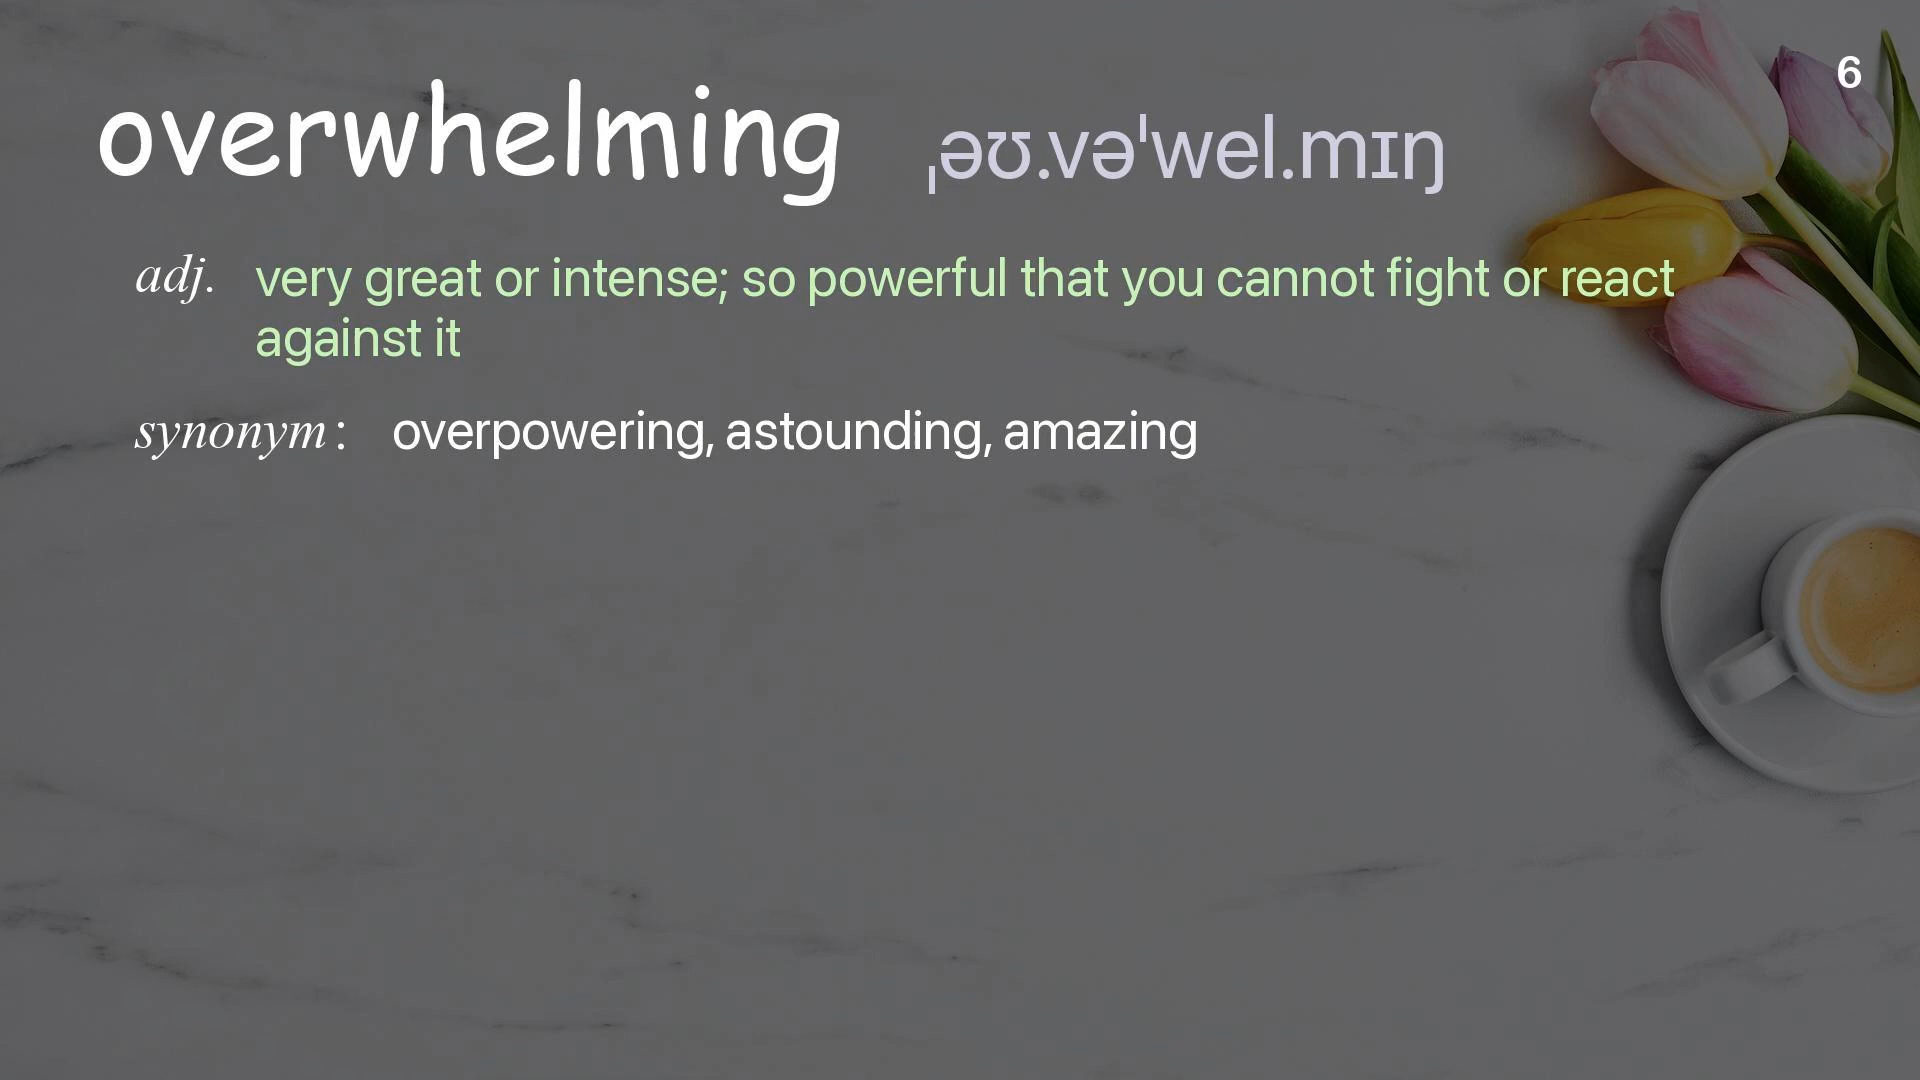 6
overwhelming ˌəʊ.vəˈwel.mɪŋ
adj. very great or intense; so powerful that you cannot fight or react
against it
synonym: overpowering, astounding, amazing